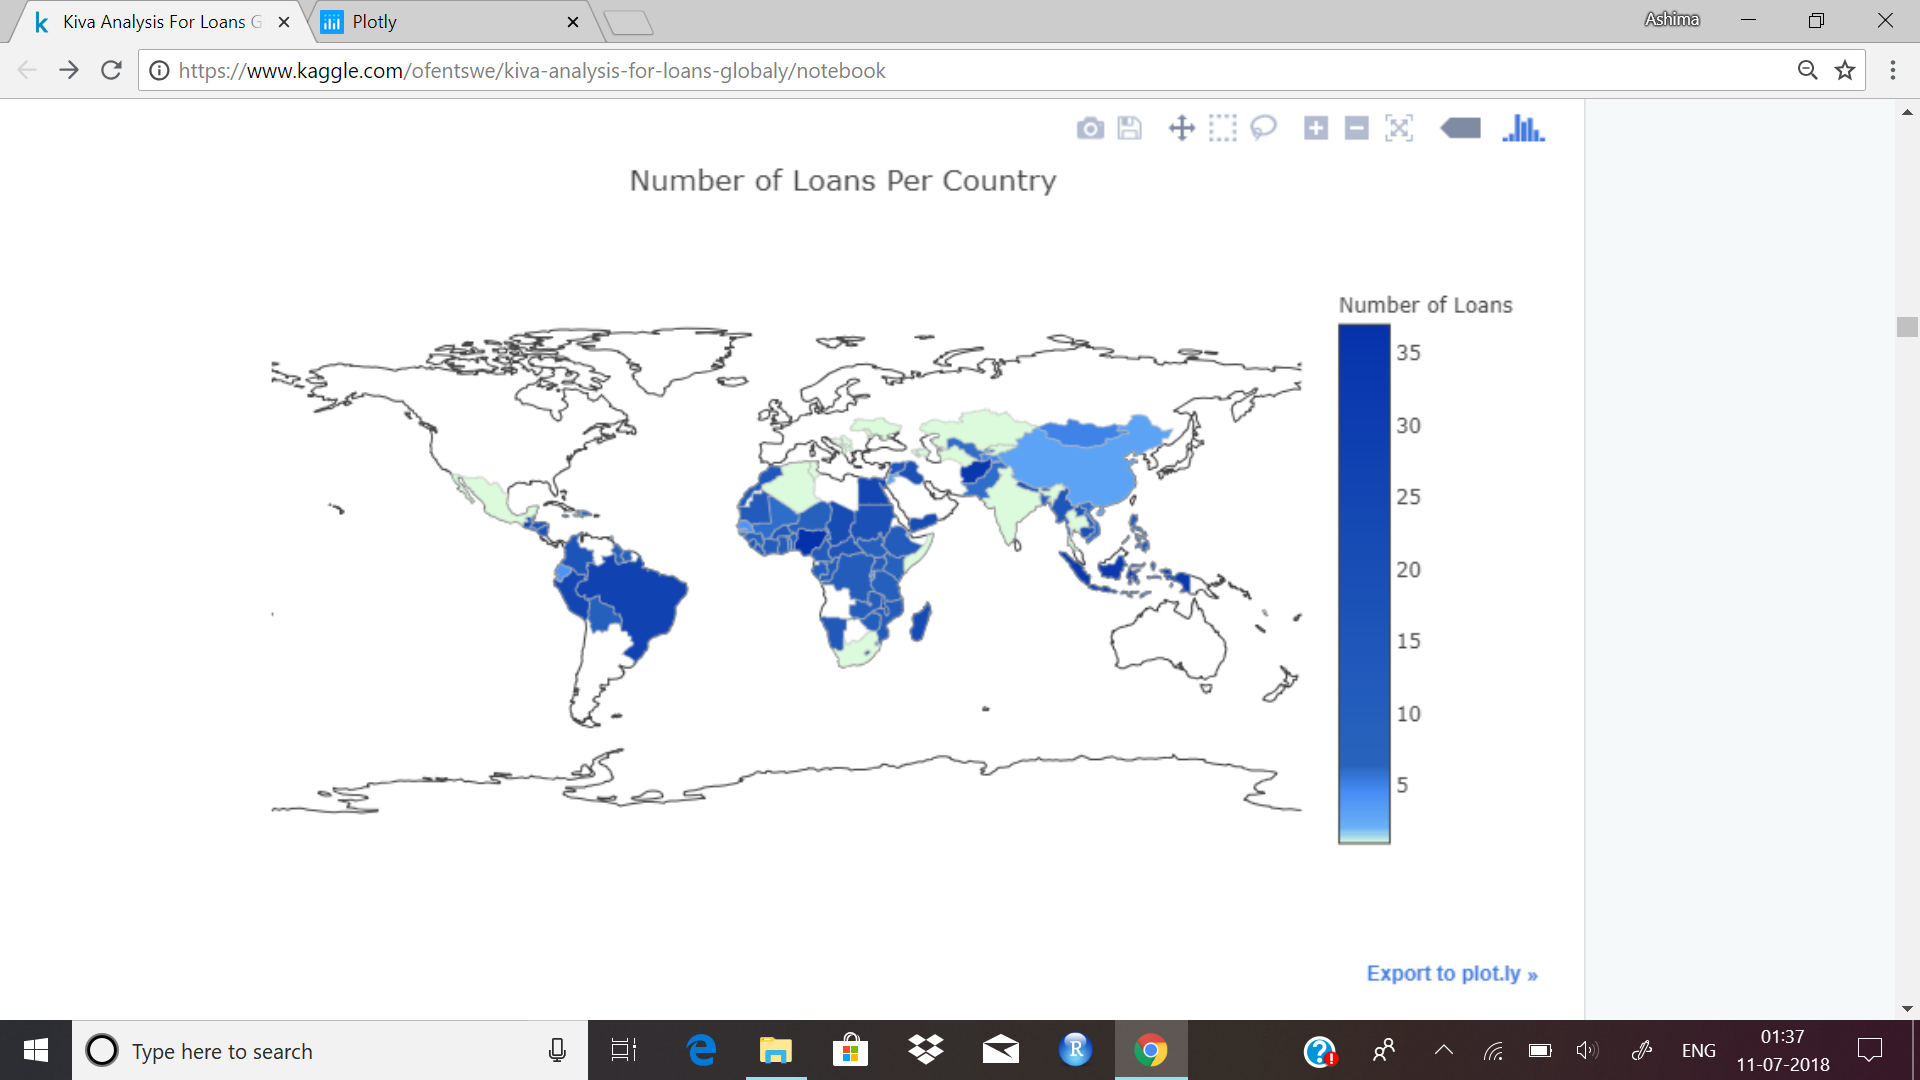 Kiva Analysis For Loans G
Plotly
Ashima
https://www.kaggle.com/ofentswe/kiva-analysis-for-loans-globaly/notebook
Number of Loans Per Country
Number of Loans
35
30
25
20
15
10
5
Export to plot.ly »
Type here to search
ENG
01:37
11-07-2018